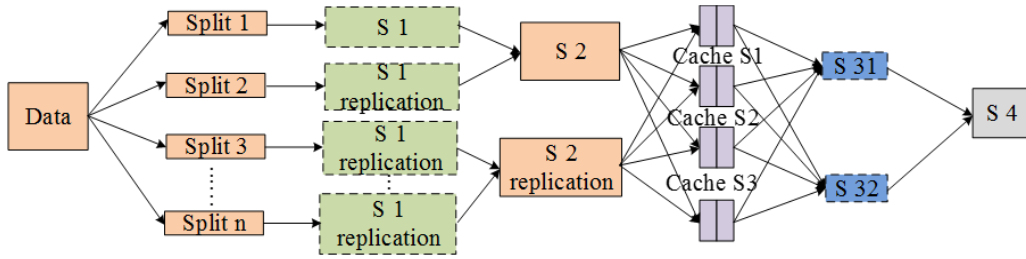 Data
Split 1
Split 2
Split 3
Split n
S 1
S 1
replication
S 1
replication
S 1
replication
S 2
S 2
replication
Cache S1
Cache S2
Cache S3
S 31
S 32
S 4